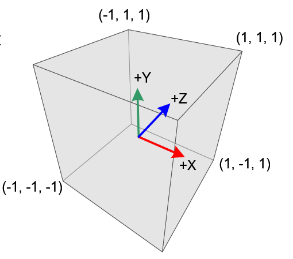 (-1, 1, 1)
(1, 1, 1)
+Y
+Z
+X
(1, -1, 1)
(-1, -1, -1)